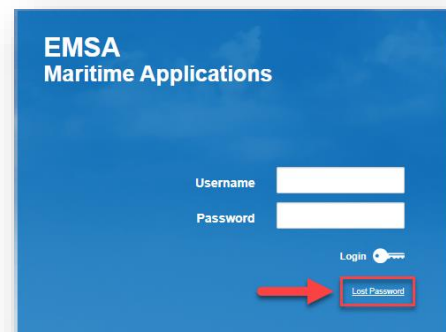 EMSA
Maritime Applications
Username
Password
Login
Lost Password